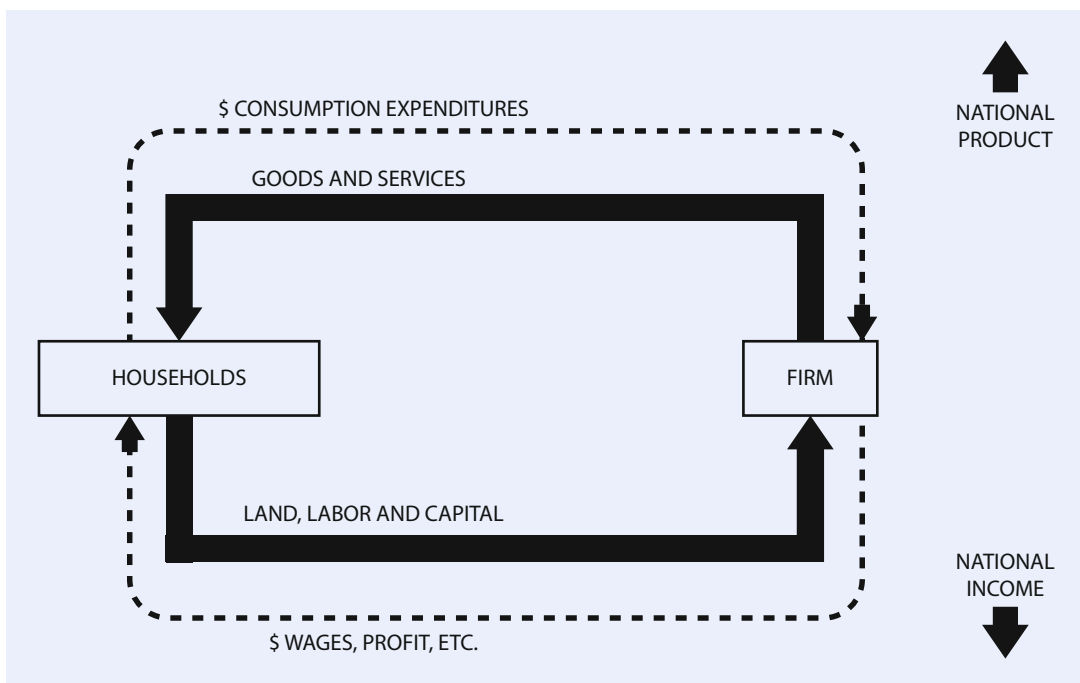 $ CONSUMPTION EXPENDITURES
NATIONAL
PRODUCT
GOODS AND SERVICES
HOUSEHOLDS
FIRM
LAND, LABOR AND CAPITAL
NATIONAL
INCOME
$ WAGES, PROFIT, ETC.